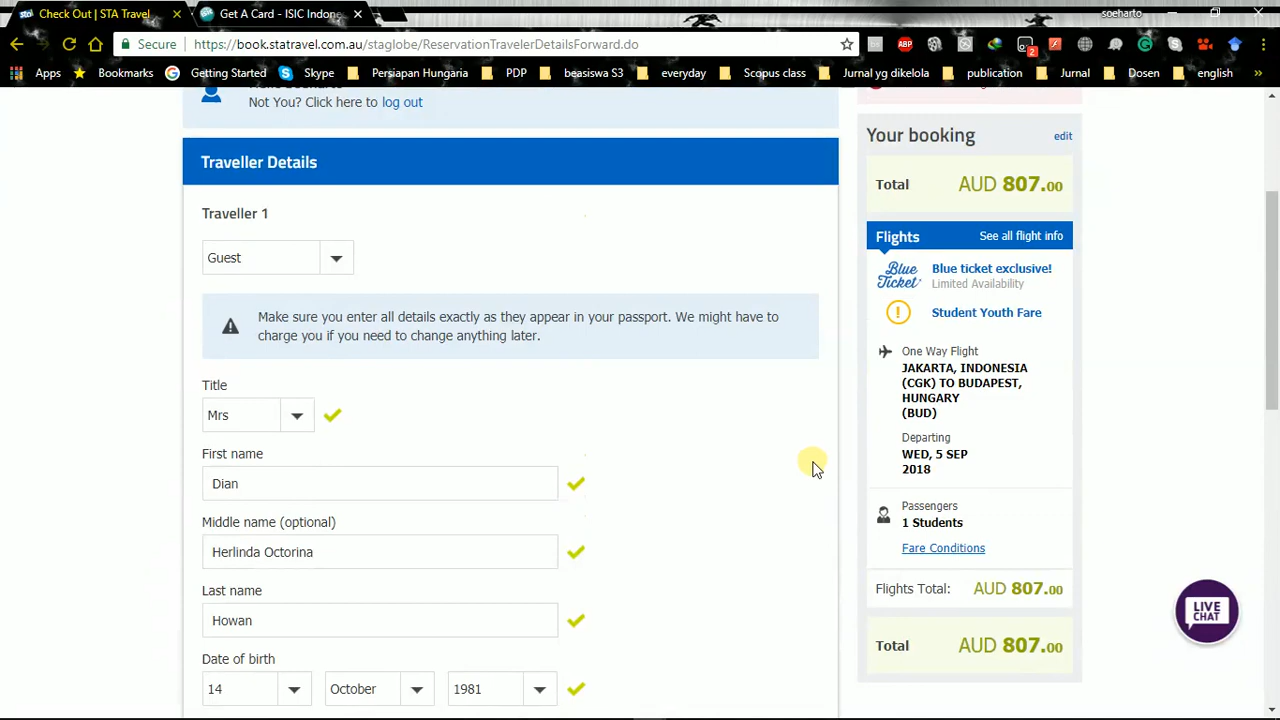 Check Out | STA Travel
Get A Card - ISIC Indone
soeharto
Secure
https://book.statravel.com.au/staglobe/ReservationTravelerDetailsForward.do
ABP
2
Apps
Bookmarks
Getting Started
Skype
Persiapan Hungaria
PDP
beasiswa S3
everyday
Scopus class
Jurnal yg dikelola
publication
Jurnal
Dosen
english
»
Not You? Click here to log out
Traveller Details
Traveller 1
Guest
Make sure you enter all details exactly as they appear in your passport. We might have to
charge you if you need to change anything later.
Title
Mrs
First name
Dian
Middle name (optional)
Herlinda Octorina
Last name
Howan
Date of birth
14
October
1981
Your booking
edit
Total
AUD 807.00
Flights
See all flight info
Blue Ticket
Blue ticket exclusive!
Limited Availability
Student Youth Fare
One Way Flight
JAKARTA, INDONESIA
(CGK) TO BUDAPEST,
HUNGARY
(BUD)
Departing
WED, 5 SEP
2018
Passengers
1 Students
Fare Conditions
Flights Total: AUD 807.00
Total
AUD 807.00
LIVE
CHAT